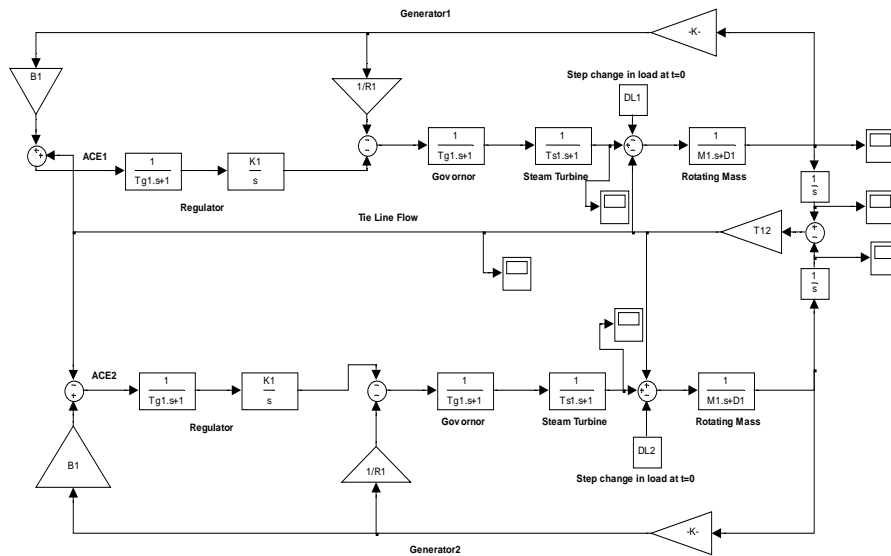 Generator1
-K-
B1
1/R1
Step change in load at t=0
DL1
ACE1
1
Tg1.s+1
K1
s
1
Tg1.s+1
1
Ts1.s+1
1
M1.s+D1
Govornor
Steam Turbine
Rotating Mass
Regulator
1
s
Tie Line Flow
T12
1
s
ACE2
1
Tg1.s+1
K1
s
1
Tg1.s+1
1
Ts1.s+1
1
M1.s+D1
Regulator
Govornor
Steam Turbine
Rotating Mass
B1
1/R1
DL2
Step change in load at t=0
-K-
Generator2